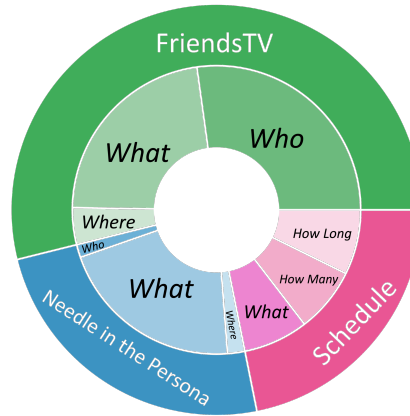 FriendsTV
What
Who
Where
How Long
Who
How Many
What
What
Where
Needle in the Persona
Schedule